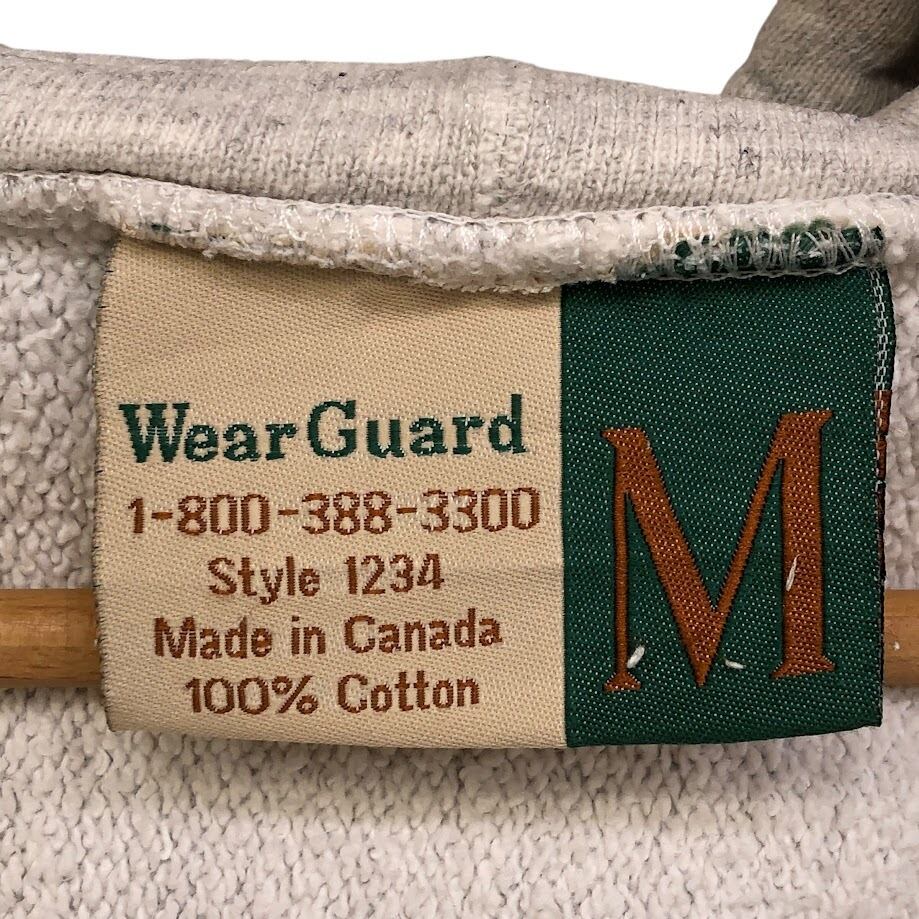 WearGuard
1-800-388-3300
Style 1234
Made in Canada
100% Cotton
M